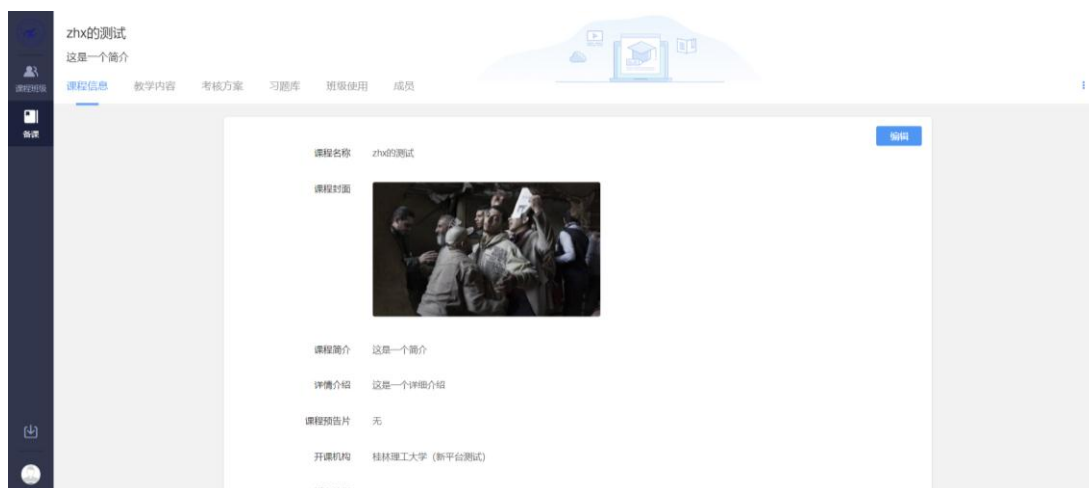 zhx的测试
这是一个简介
课程班级
备课
课程信息 教学内容 考核方案 习题库 班级使用 成员
编辑
课程名称 zhx的测试
课程封面
课程简介 这是一个简介
详情介绍 这是一个详细介绍
课程预告片 无
开课机构 桂林理工大学（新平台测试）